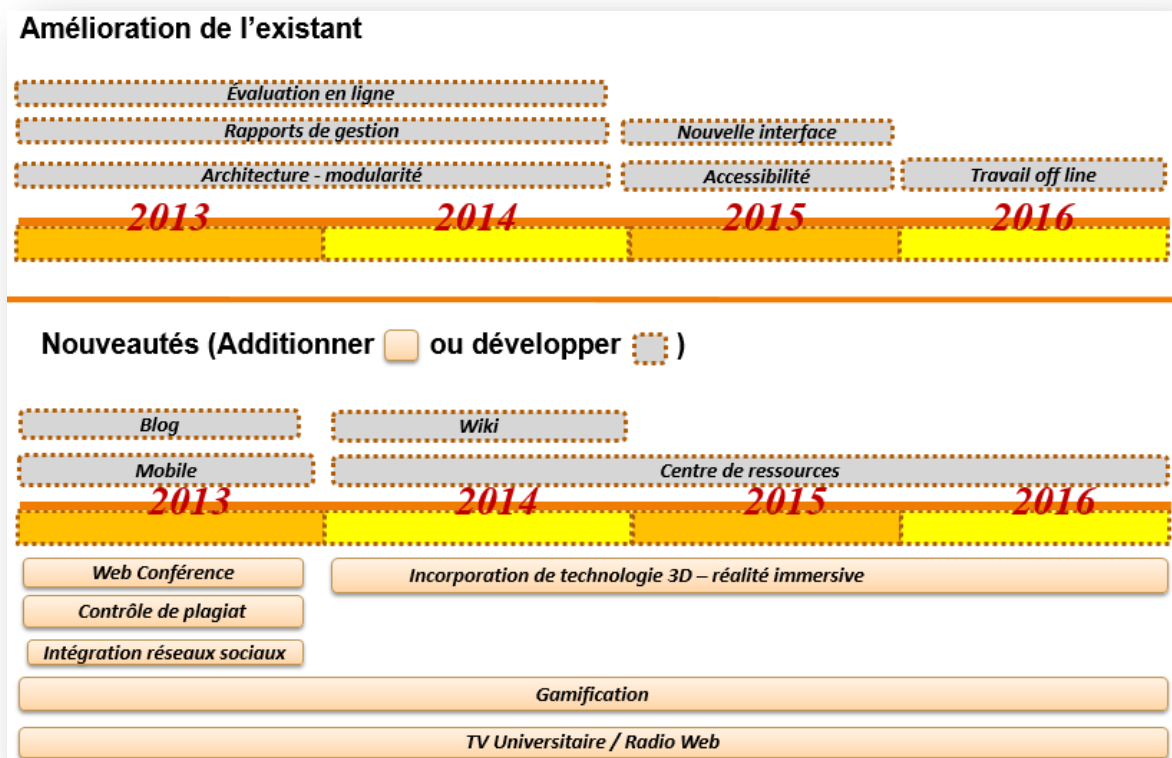 Amélioration de l'existant
Évaluation en ligne
Rapports de gestion
Nouvelle interface
Architecture - modularité
Accessibilité
Travail off line
2013
2014
2015
2016
Nouveautés (Additionner ou développer )
Blog
Wiki
Mobile
Centre de ressources
2013
2014
2015
2016
Web Conférence
Incorporation de technologie 3D – réalité immersive
Contrôle de plagiat
Intégration réseaux sociaux
Gamification
TV Universitaire / Radio Web